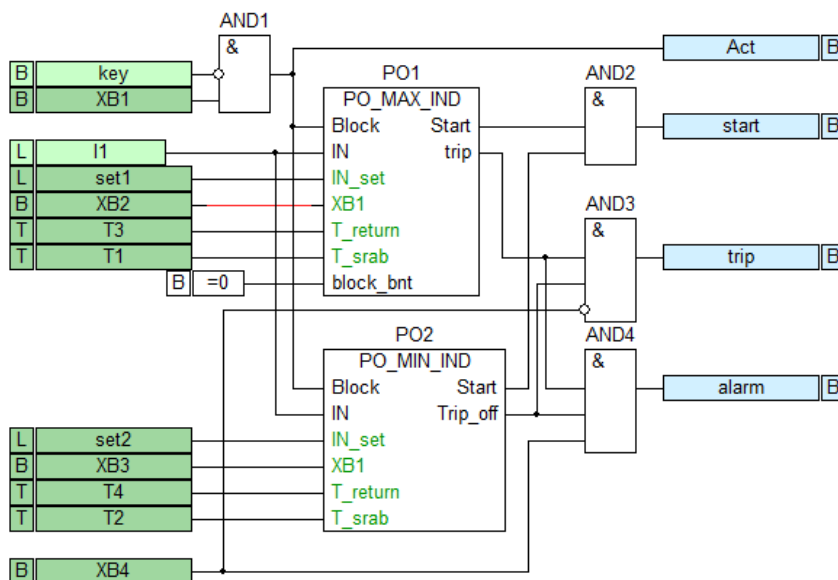 AND1
&
B key
B XB1
Act B
PO1
AND2
PO_MAX_IND
&
Block Start
start B
L I1
IN trip
L set1
IN_set
B XB2
XB1
AND3
T T3
T_return
&
T T1
T_srab
trip B
B =0
block_bnt
PO2
AND4
PO_MIN_IND
&
Block Start
alarm B
IN Trip_off
L set2
IN_set
B XB3
XB1
T T4
T_return
T T2
T_srab
B XB4